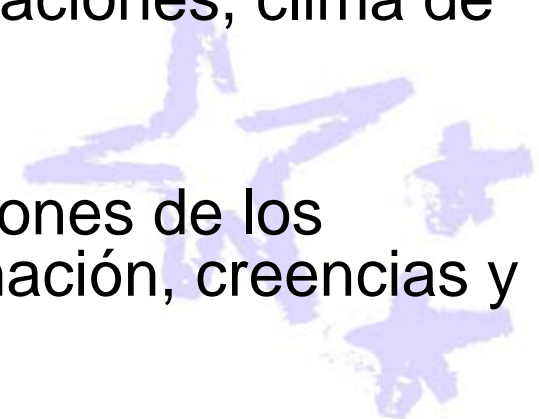 aciones, clima de
ones de los
nación, creencias y